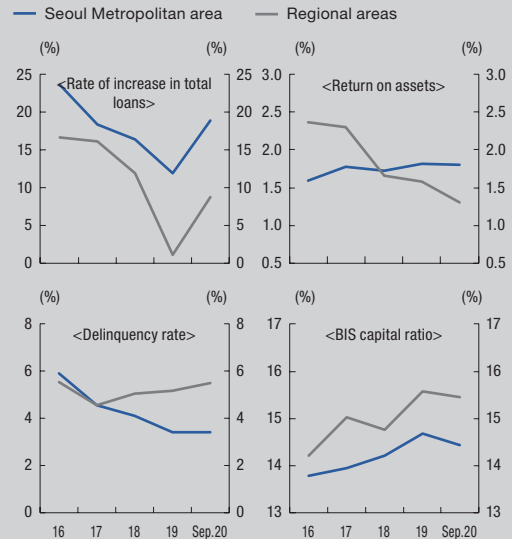 Seoul Metropolitan area Regional areas
(%) (%) (%) (%)
<Rate of increase in total
loans>
25 20 15 10 5 0
25 20 15 10 5 0
<Return on assets>
3.0 2.5 2.0 1.5 1.0 0.5
3.0 2.5 2.0 1.5 1.0 0.5
(%) (%) (%) (%)
<Delinquency rate>
8 6 4 2 0
8 6 4 2 0
16 17 18 19 Sep.20
<BIS capital ratio>
17 16 15 14 13
17 16 15 14 13
16 17 18 19 Sep.20